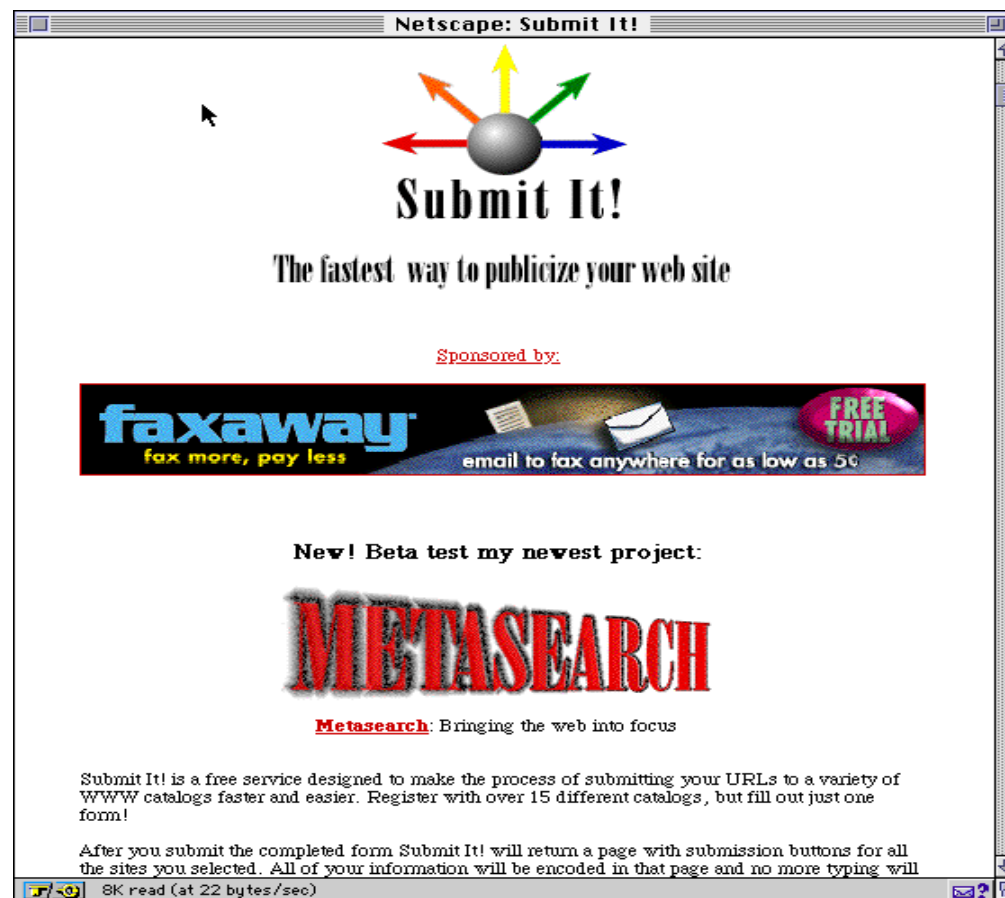 Netscape: Submit It!
Submit It!
The fastest way to publicize your web site
Sponsored by:
faxaway
fax more, pay less
FREE
TRIAL
email to fax anywhere for as low as 5¢
New! Beta test my newest project:
METASEARCH
Metasearch: Bringing the web into focus
Submit It! is a free service designed to make the process of submitting your URLs to a variety of
WWW catalogs faster and easier. Register with over 15 different catalogs, but fill out just one
form!
After you submit the completed form Submit It! will return a page with submission buttons for all
the sites you selected. All of your information will be encoded in that page and no more typing will
8K read (at 22 bytes/sec)